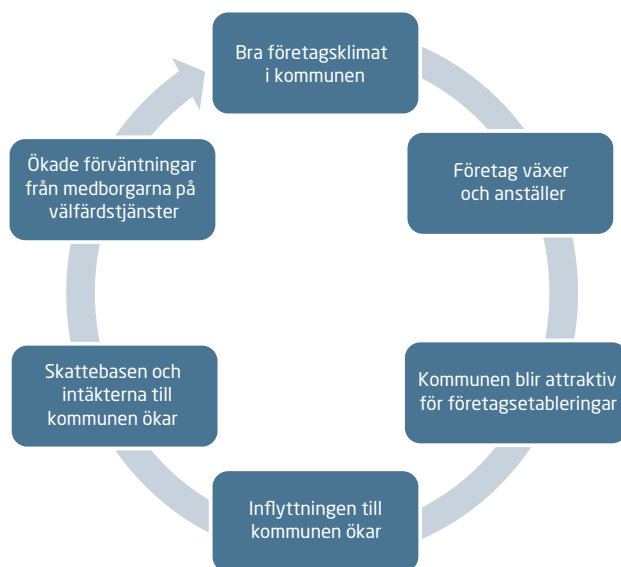 Bra företagsklimat
i kommunen
Företag växer
och anställer
Kommunen blir attraktiv
för företagsetableringar
Inflyttningen till
kommunen ökar
Skattebasen och
intäkterna till
kommunen ökar
Ökade förväntningar
från medborgarna på
välfärdstjänster